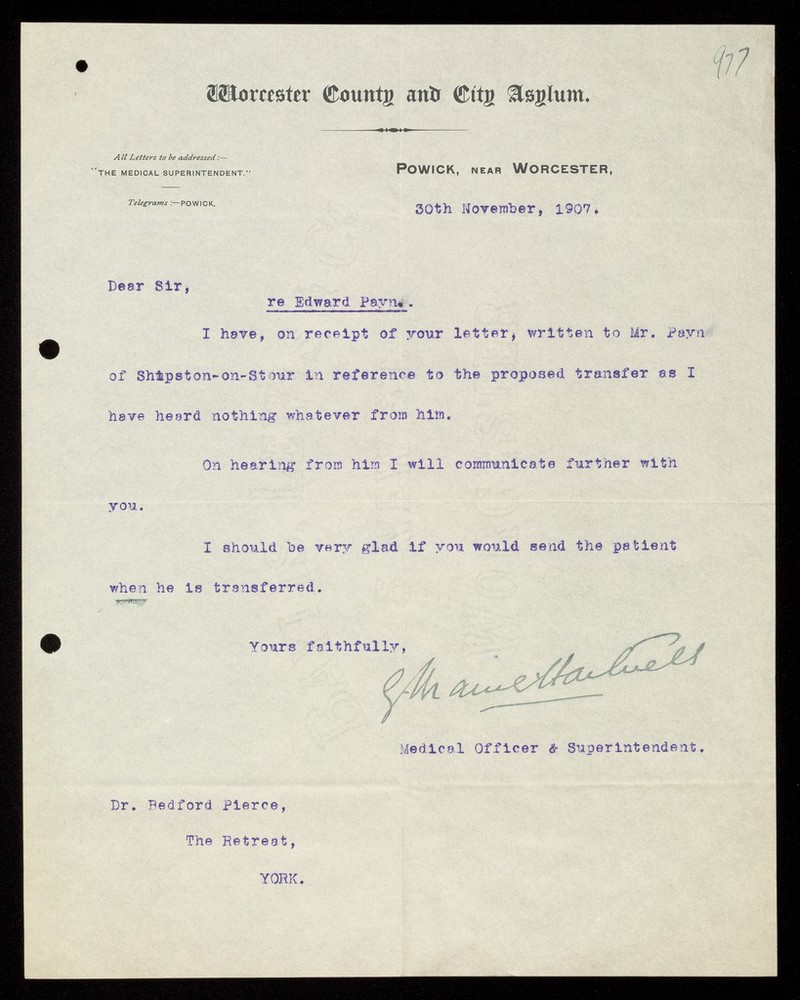 977
Worcester County and City Asylum.
All Letters to be addressed:—
"THE MEDICAL SUPERINTENDENT."
Telegrams:—POWICK.
POWICK, NEAR WORCESTER,
30th November, 1907.
Dear Sir,
re Edward Payn..
I have, on receipt of your letter, written to Mr. Payn
of Shipston-on-Stour in reference to the proposed transfer as I
have heard nothing whatever from him.
On hearing from him I will communicate further with
you.
I should be very glad if you would send the patient
when he is transferred.
Yours faithfully,
Medical Officer & Superintendent.
Dr. Bedford Pierce,
The Retreat,
YORK.